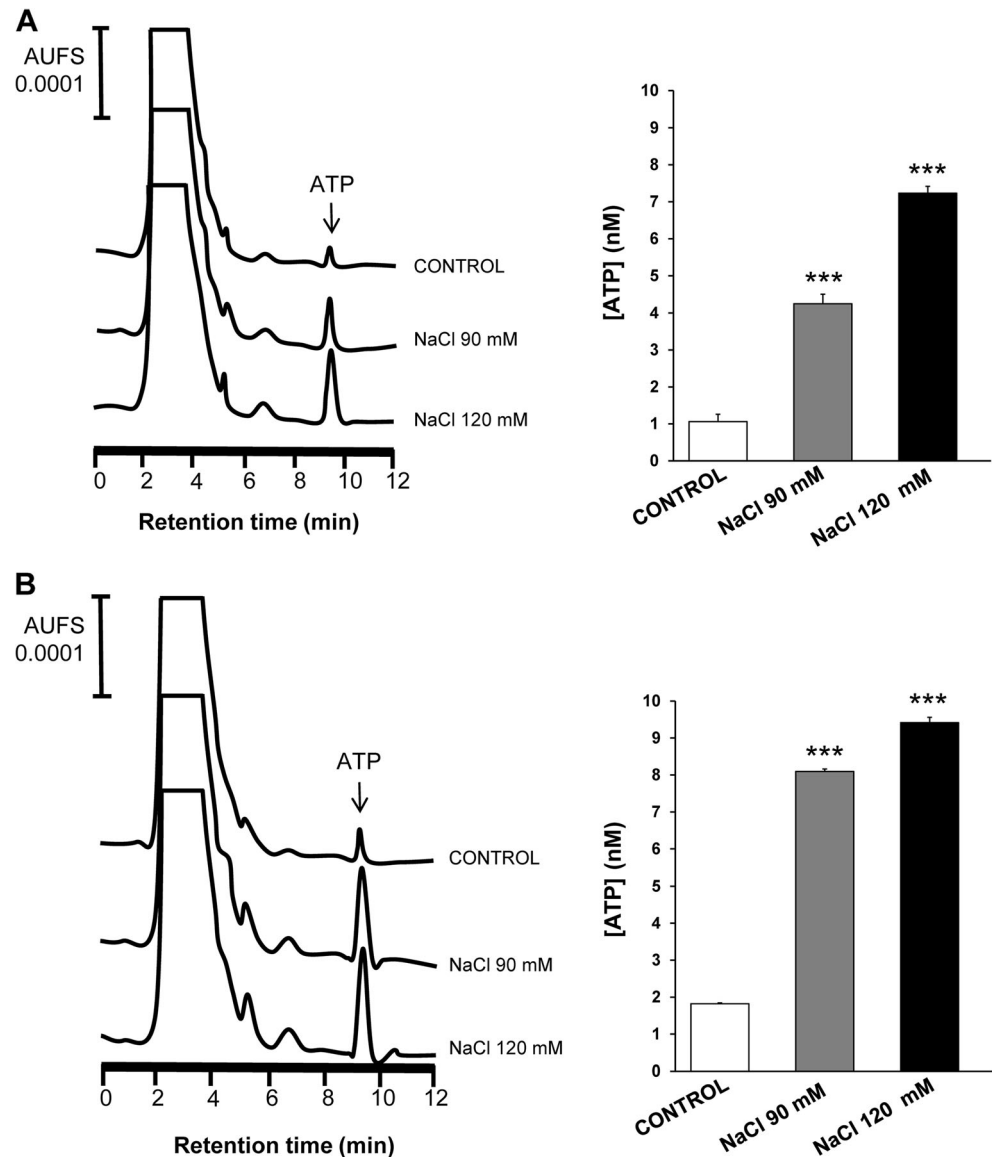 A
AUFS
0.0001
ATP
CONTROL
NaCl 90 mM
NaCl 120 mM
0 2 4 6 8 10 12
Retention time (min)
[ATP] (nM)
10
9
8
7
6
5
4
3
2
1
0
***
***
CONTROL
NaCl 90 mM
NaCl 120 mM
B
AUFS
0.0001
ATP
CONTROL
NaCl 90 mM
NaCl 120 mM
0 2 4 6 8 10 12
Retention time (min)
[ATP] (nM)
10
9
8
7
6
5
4
3
2
1
0
***
***
CONTROL
NaCl 90 mM
NaCl 120 mM